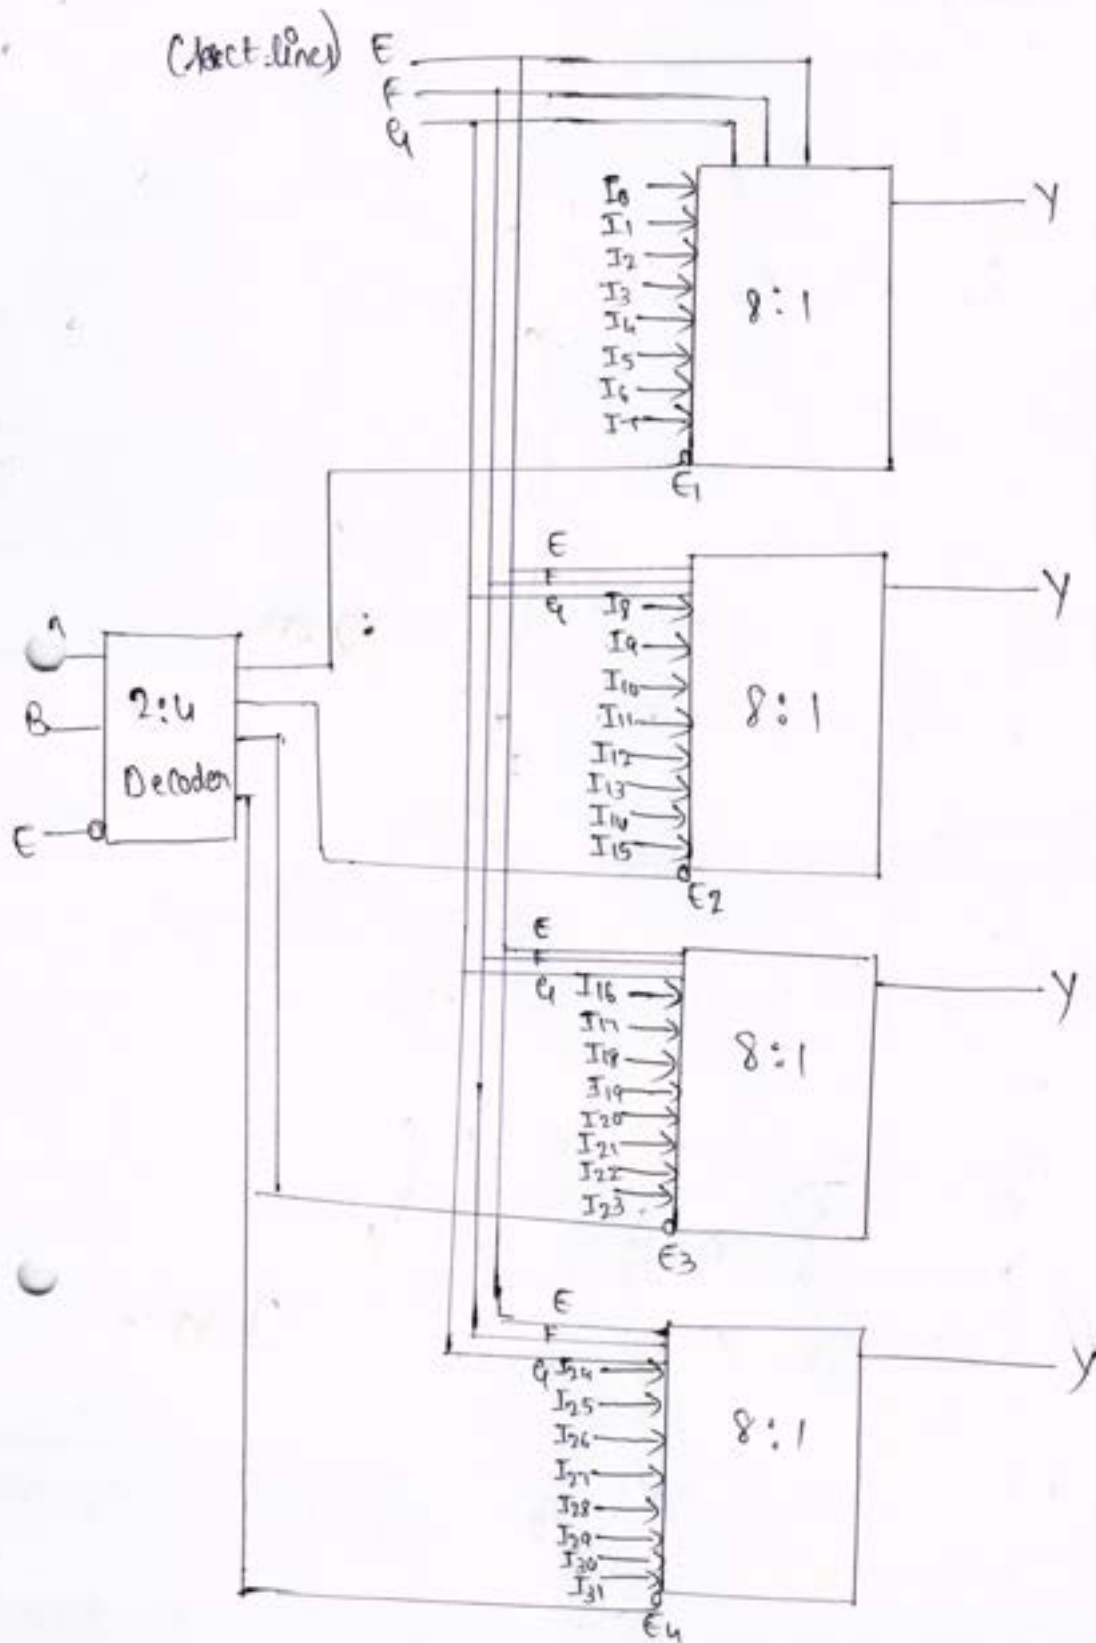 (select lines) E
F
G
I0
I1
I2
I3
I4
I5
I6
I7
8:1
Y
E1
E
F
G I8
I9
I10
I11
I12
I13
I14
I15
8:1
Y
E2
A
B
E
2:4
Decoder
E
F
G I16
I17
I18
I19
I20
I21
I22
I23
8:1
Y
E3
E
F
G I24
I25
I26
I27
I28
I29
I30
I31
8:1
Y
E4